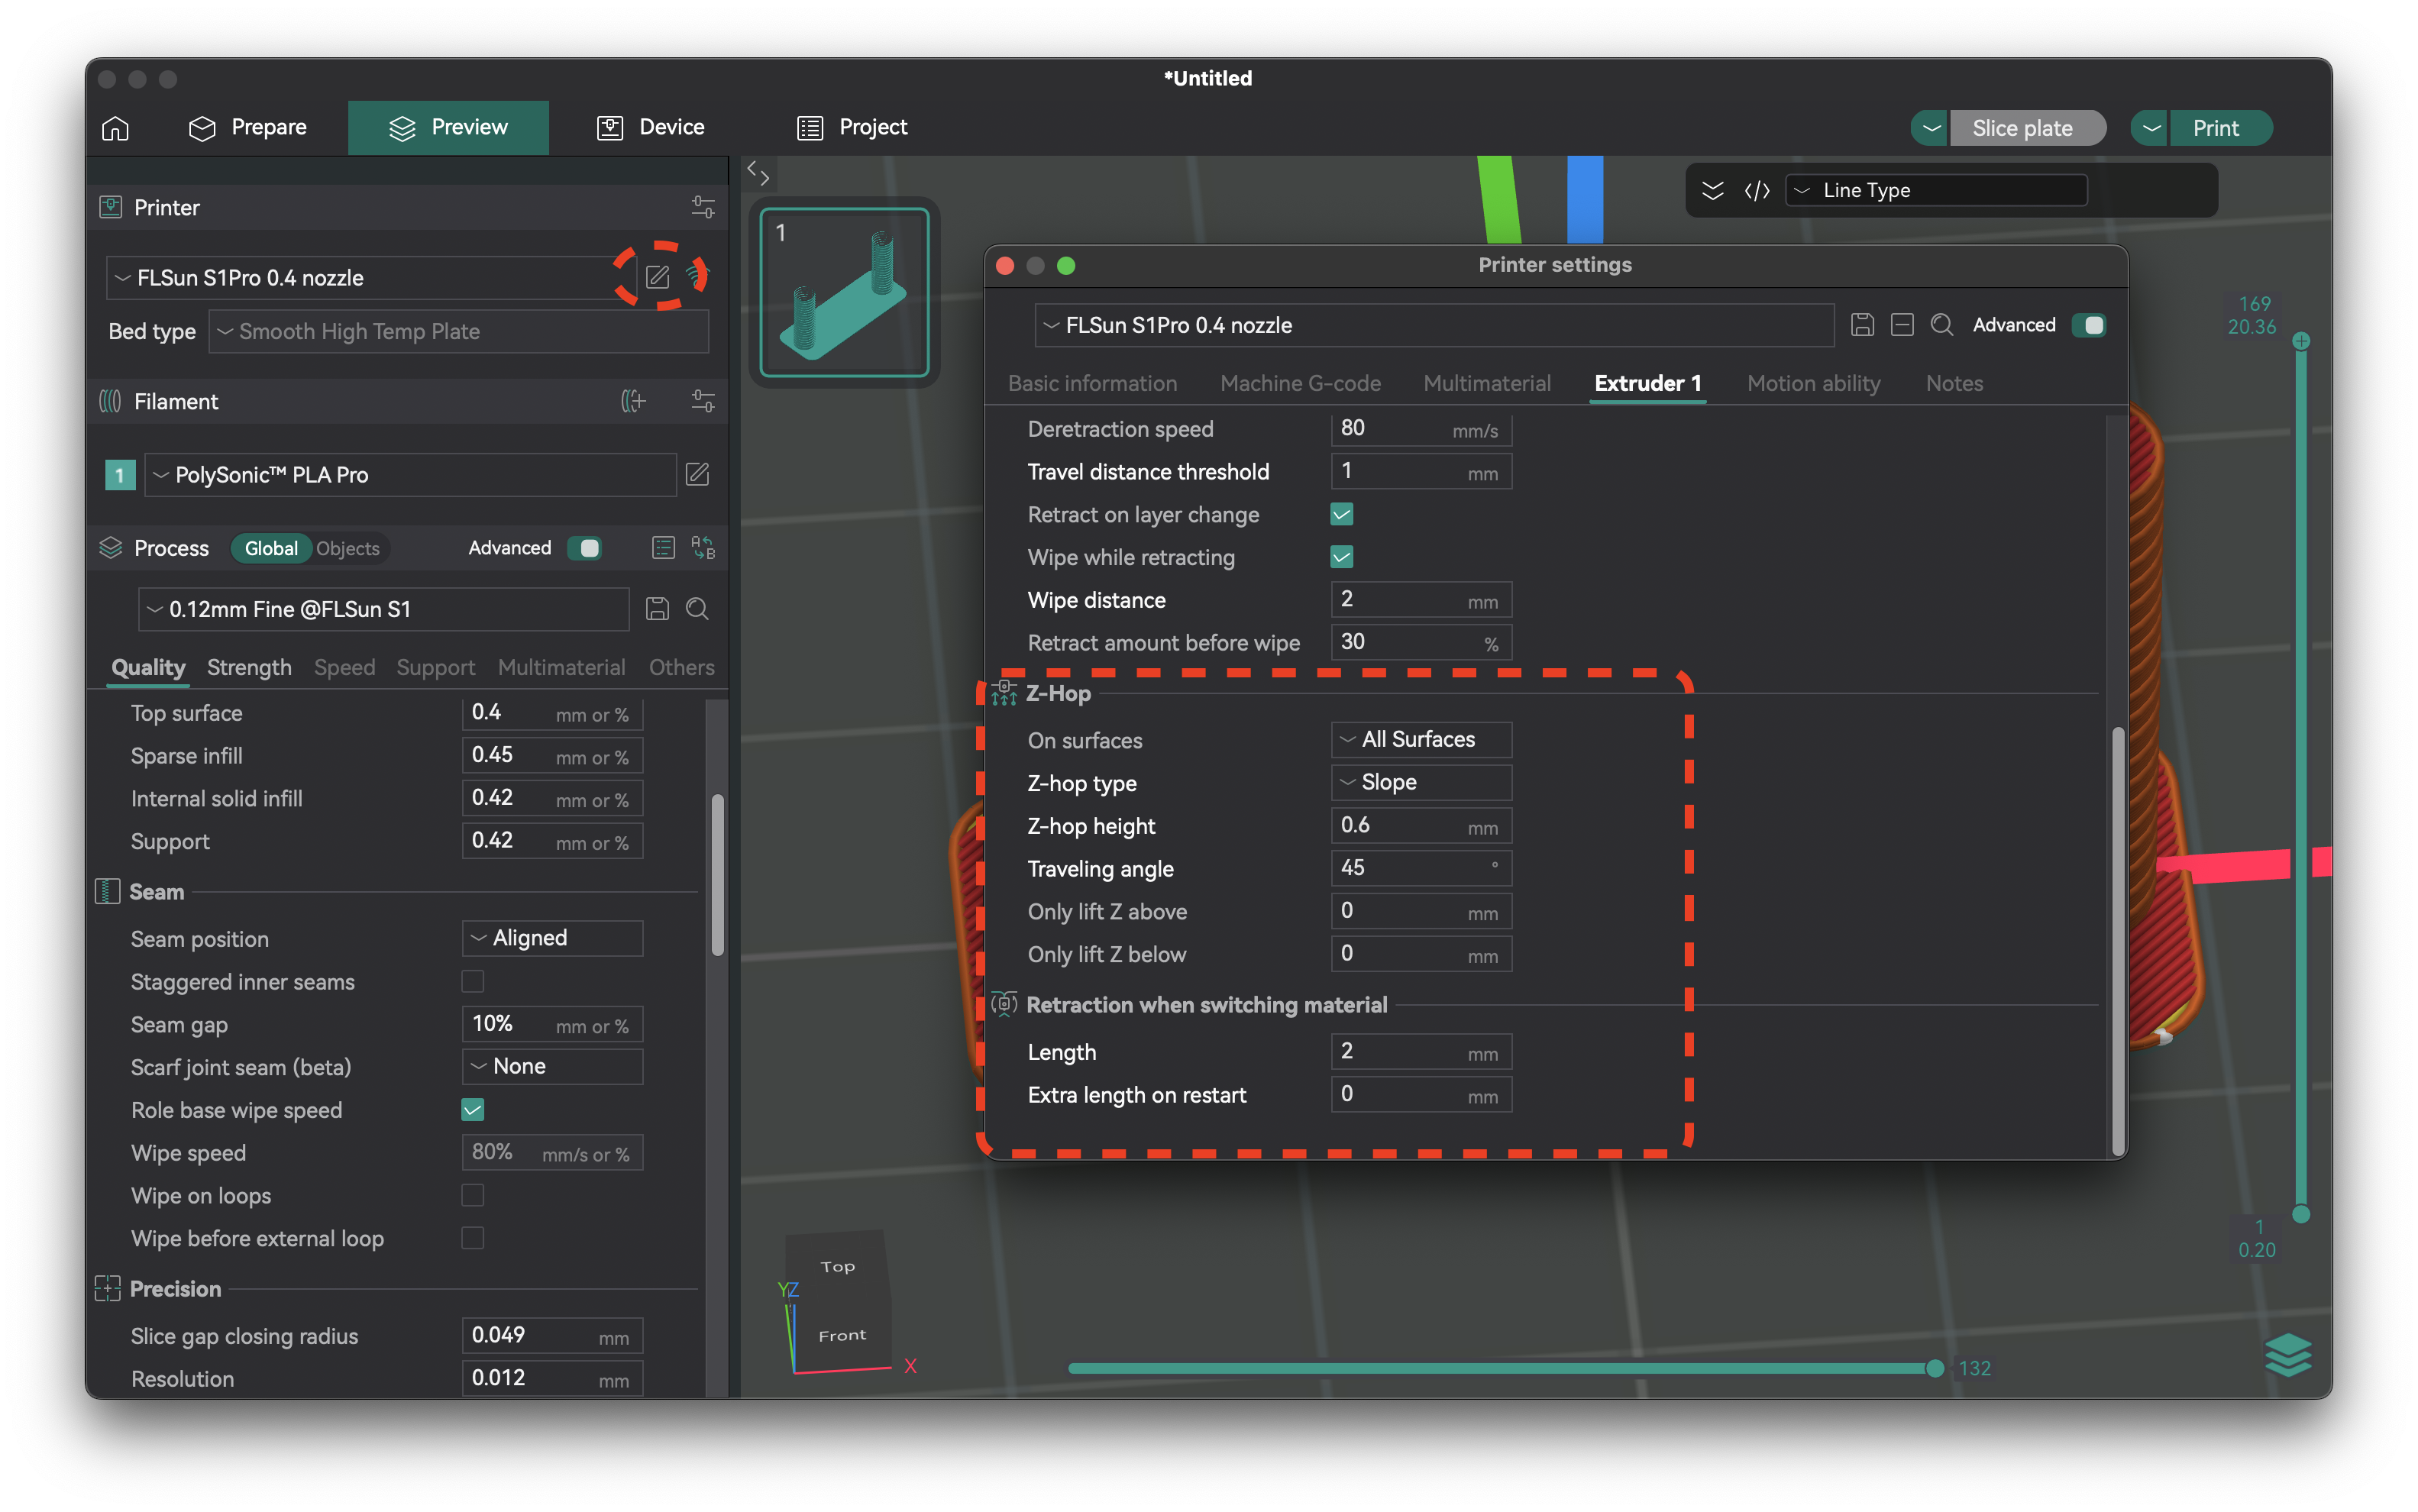 *Untitled
Prepare
Preview
Device
Project
Slice plate
Print
Printer
FLSun S1Pro 0.4 nozzle
Bed type
Smooth High Temp Plate
Filament
1
PolySonic™ PLA Pro
Process
Global
Objects
Advanced
A
B
0.12mm Fine @FLSun S1
Quality
Strength
Speed
Support
Multimaterial
Others
Top surface 0.4 mm or %
Sparse infill 0.45 mm or %
Internal solid infill 0.42 mm or %
Support 0.42 mm or %
Seam
Seam position Aligned
Staggered inner seams
Seam gap 10% mm or %
Scarf joint seam (beta) None
Role base wipe speed
Wipe speed 80% mm/s or %
Wipe on loops
Wipe before external loop
Precision
Slice gap closing radius 0.049 mm
Resolution 0.012 mm
1
Line Type
Printer settings
FLSun S1Pro 0.4 nozzle
Advanced
Basic information
Machine G-code
Multimaterial
Extruder 1
Motion ability
Notes
Deretraction speed 80 mm/s
Travel distance threshold 1 mm
Retract on layer change
Wipe while retracting
Wipe distance 2 mm
Retract amount before wipe 30 %
Z-Hop
On surfaces All Surfaces
Z-hop type Slope
Z-hop height 0.6 mm
Traveling angle 45 °
Only lift Z above 0 mm
Only lift Z below 0 mm
Retraction when switching material
Length 2 mm
Extra length on restart 0 mm
169
20.36
1
0.20
Top
Front
Y
Z
X
132